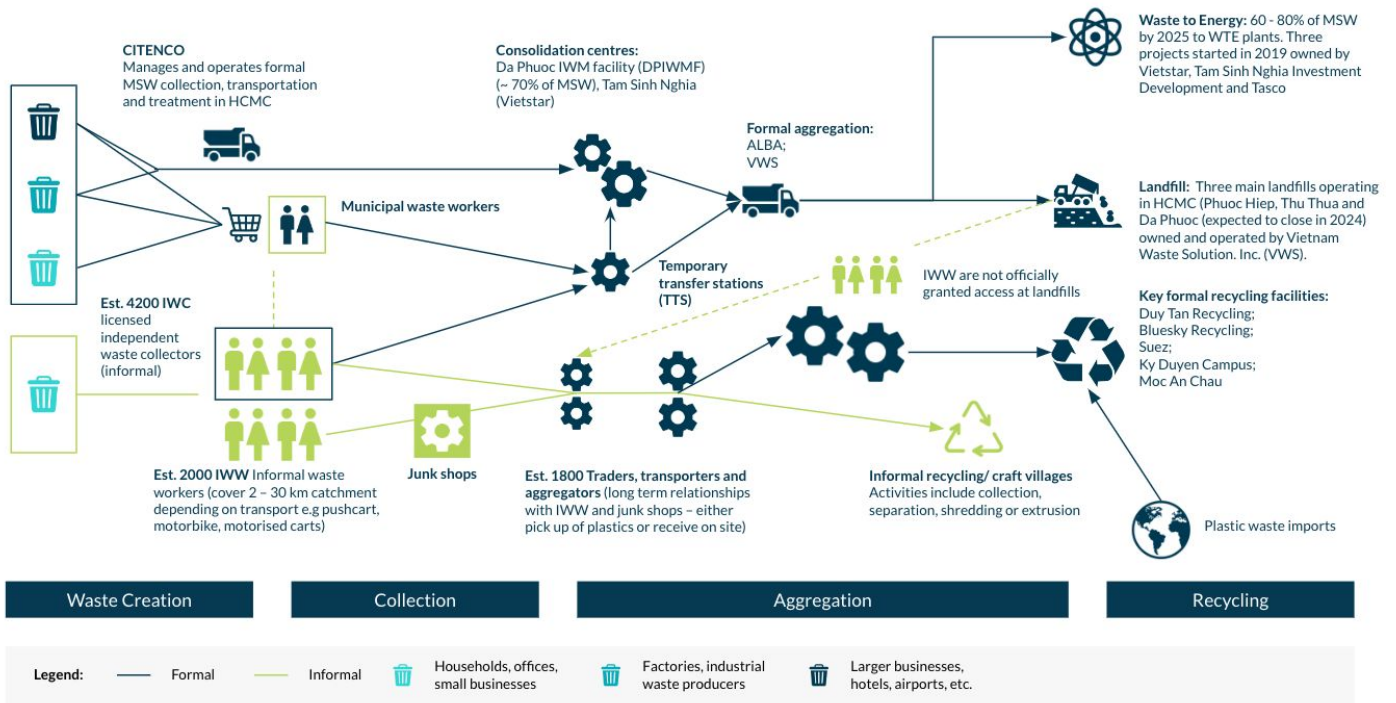 CITENCO
Manages and operates formal
MSW collection, transportation
and treatment in HCMC
Consolidation centres:
Da Phuoc IWM facility (DPIWMF)
(~ 70% of MSW), Tam Sinh Nghia
(Vietstar)
Waste to Energy: 60 - 80% of MSW
by 2025 to WTE plants. Three
projects started in 2019 owned by
Vietstar, Tam Sinh Nghia Investment
Development and Tasco
Formal aggregation:
ALBA;
VWS
Municipal waste workers
Landfill: Three main landfills operating
in HCMC (Phuoc Hiep, Thu Thua and
Da Phuoc (expected to close in 2024)
owned and operated by Vietnam
Waste Solution. Inc. (VWS).
Temporary
transfer stations
(TTS)
IWW are not officially
granted access at landfills
Est. 4200 IWC
licensed
independent
waste collectors
(informal)
Key formal recycling facilities:
Duy Tan Recycling;
Bluesky Recycling;
Suez;
Ky Duyen Campus;
Moc An Chau
Est. 2000 IWW Informal waste
workers (cover 2 – 30 km catchment
depending on transport e.g pushcart,
motorbike, motorised carts)
Junk shops
Est. 1800 Traders, transporters and
aggregators (long term relationships
with IWW and junk shops – either
pick up of plastics or receive on site)
Informal recycling/ craft villages
Activities include collection,
separation, shredding or extrusion
Plastic waste imports
Waste Creation
Collection
Aggregation
Recycling
Legend:
Formal
Informal
Households, offices,
small businesses
Factories, industrial
waste producers
Larger businesses,
hotels, airports, etc.